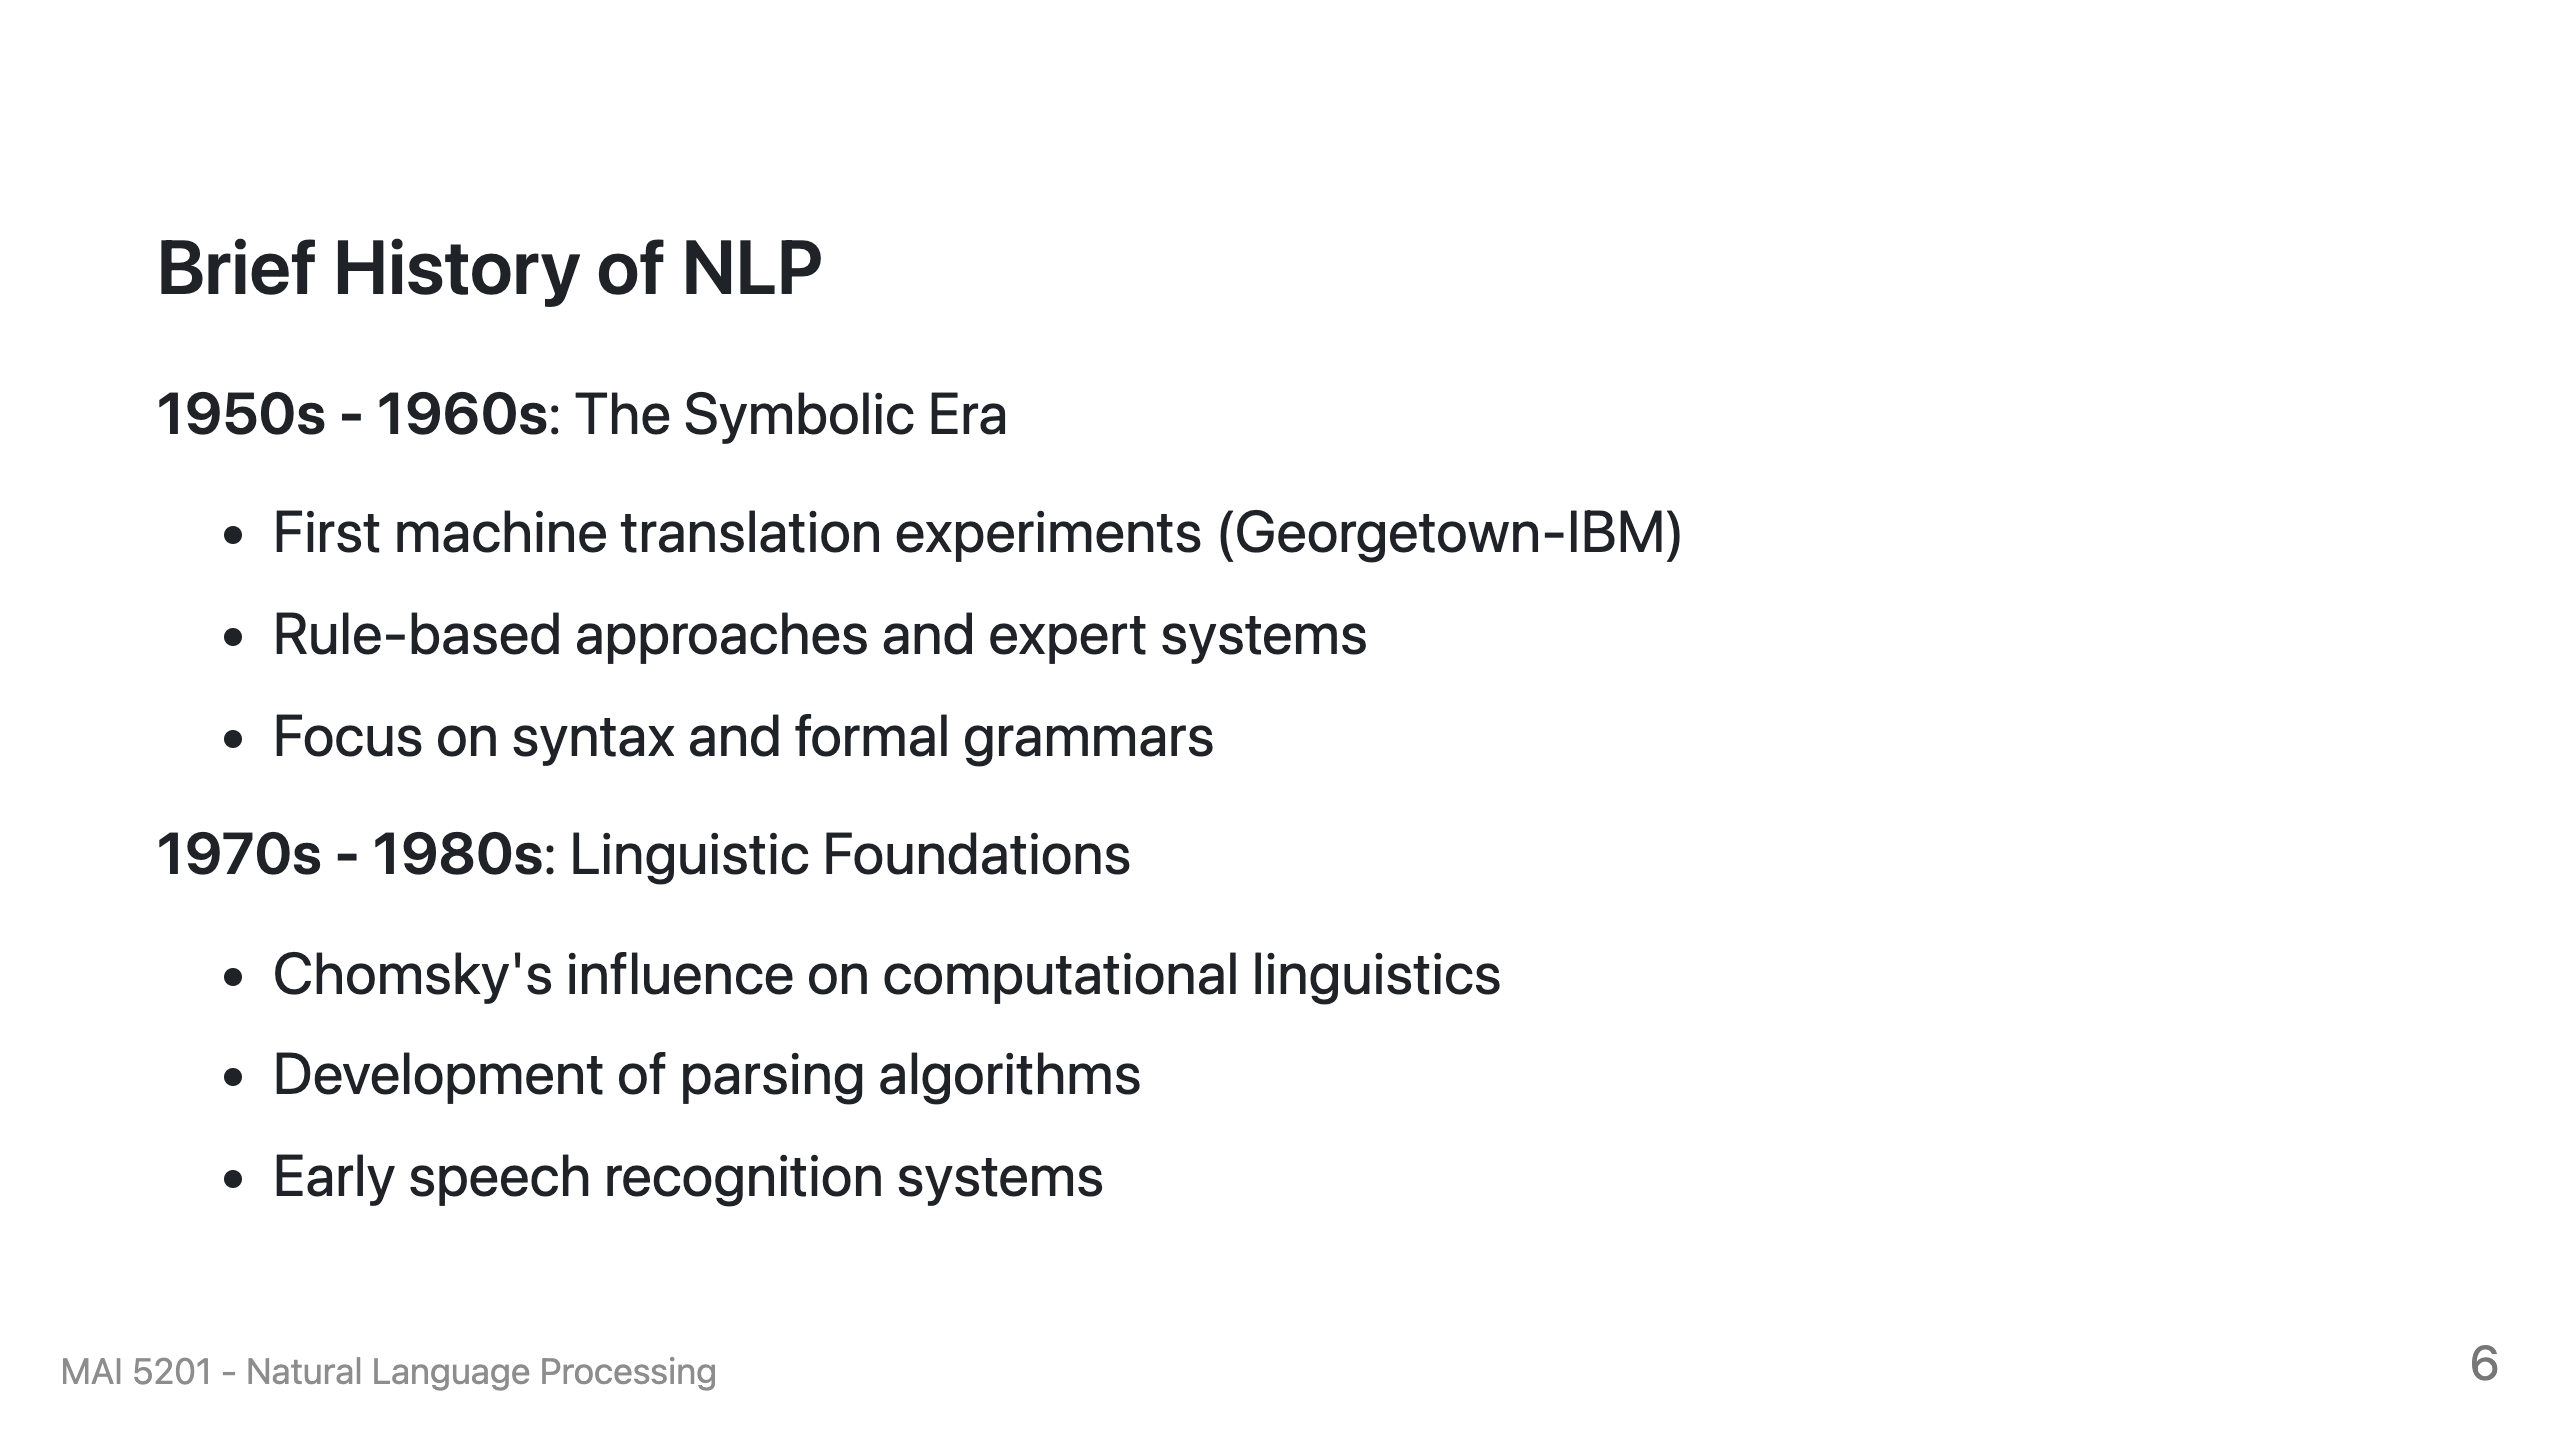 Brief History of NLP
1950s - 1960s: The Symbolic Era
• First machine translation experiments (Georgetown-IBM)
• Rule-based approaches and expert systems
• Focus on syntax and formal grammars
1970s - 1980s: Linguistic Foundations
• Chomsky's influence on computational linguistics
• Development of parsing algorithms
• Early speech recognition systems
MAI 5201 - Natural Language Processing
6